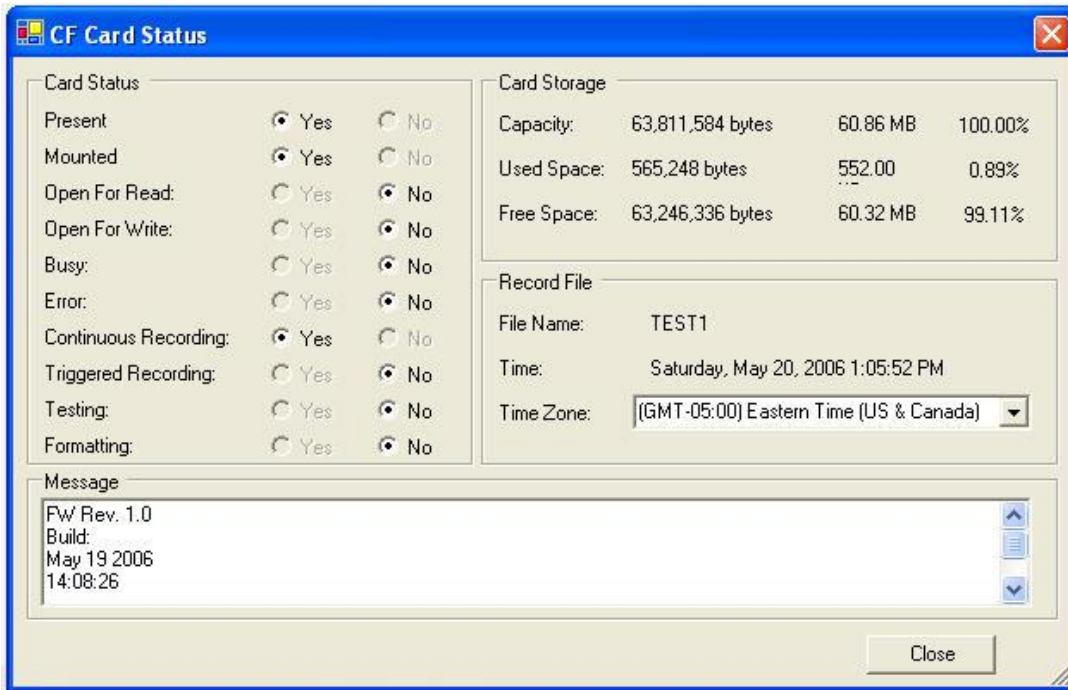 CF Card Status
Card Status
Present Yes No
Mounted Yes No
Open For Read: Yes No
Open For Write: Yes No
Busy: Yes No
Error: Yes No
Continuous Recording: Yes No
Triggered Recording: Yes No
Testing: Yes No
Formatting: Yes No
Card Storage
Capacity: 63,811,584 bytes 60.86 MB 100.00%
Used Space: 565,248 bytes 552.00 0.89%
Free Space: 63,246,336 bytes 60.32 MB 99.11%
Record File
File Name: TEST1
Time: Saturday, May 20, 2006 1:05:52 PM
Time Zone: (GMT-05:00) Eastern Time (US & Canada)
Message
FW Rev. 1.0
Build:
May 19 2006
14:08:26
Close